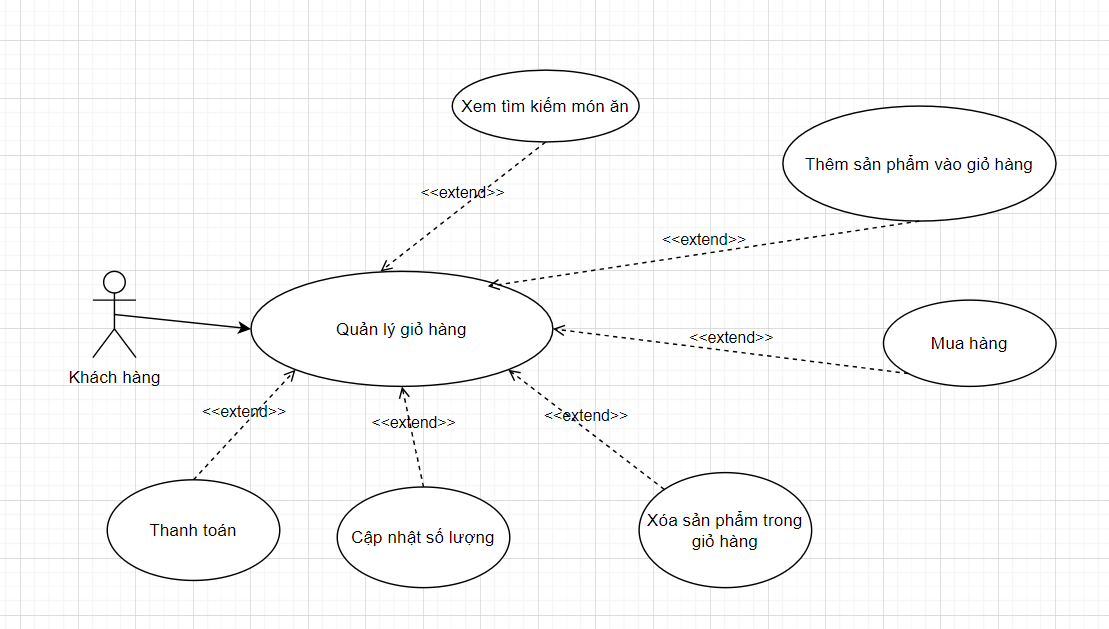 Xem tìm kiếm món ăn
Thêm sản phẩm vào giỏ hàng
<<extend>>
<<extend>>
Quản lý giỏ hàng
<<extend>>
Mua hàng
Khách hàng
<<extend>>
<<extend>>
<<extend>>
Thanh toán
Cập nhật số lượng
Xóa sản phẩm trong
giỏ hàng